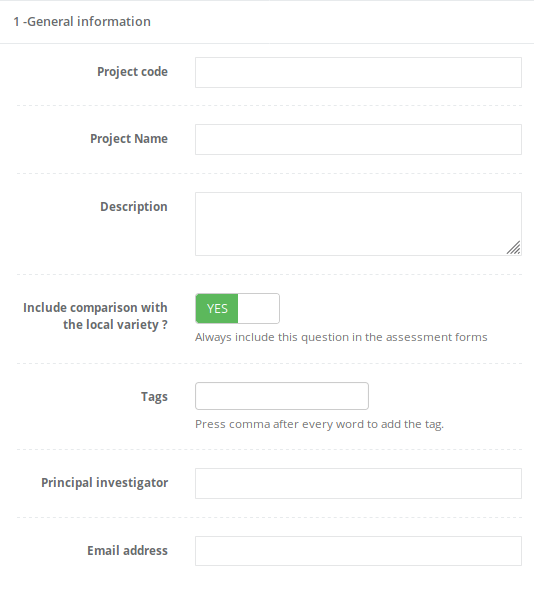 1 -General information
Project code
Project Name
Description
Include comparison with
the local variety ?
YES
Always include this question in the assessment forms
Tags
Press comma after every word to add the tag.
Principal investigator
Email address